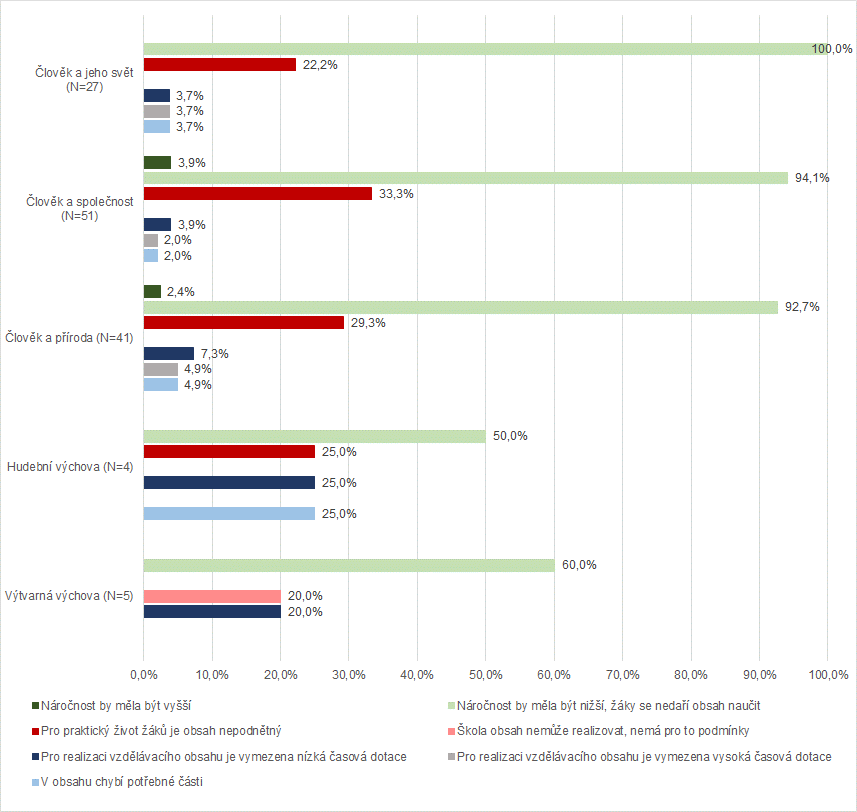 100,0%
Člověk a jeho svět
(N=27)
22,2%
3,7%
3,7%
3,7%
3,9%
94,1%
Člověk a společnost
(N=51)
33,3%
3,9%
2,0%
2,0%
2,4%
92,7%
29,3%
Člověk a příroda (N=41)
7,3%
4,9%
4,9%
50,0%
25,0%
Hudební výchova (N=4)
25,0%
25,0%
60,0%
Výtvarná výchova (N=5)
20,0%
20,0%
0,0% 10,0% 20,0% 30,0% 40,0% 50,0% 60,0% 70,0% 80,0% 90,0% 100,0%
Náročnost by měla být vyšší
Náročnost by měla být nižší, žáky se nedaří obsah naučit
Pro praktický život žáků je obsah nepodnětný
Škola obsah nemůže realizovat, nemá pro to podmínky
Pro realizaci vzdělávacího obsahu je vymezena nízká časová dotace
Pro realizaci vzdělávacího obsahu je vymezena vysoká časová dotace
V obsahu chybí potřebné části